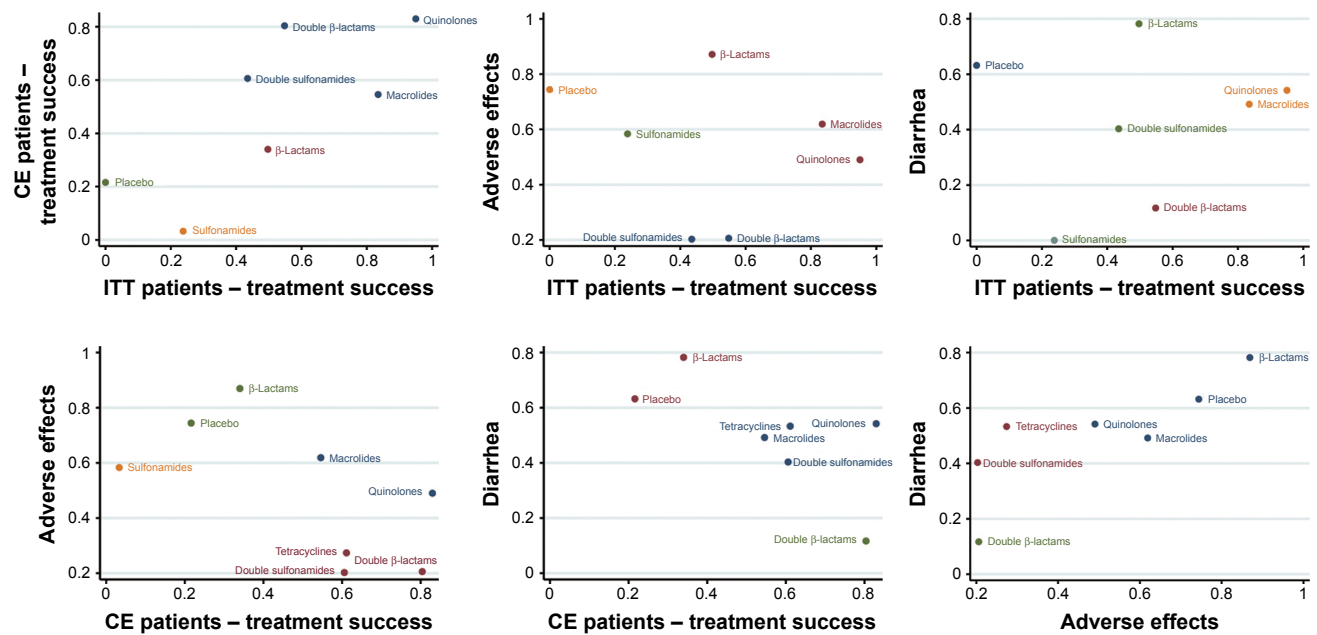 CE patients –
treatment success
0.8
0.6
0.4
0.2
0
Double β-lactams
Quinolones
Double sulfonamides
Macrolides
β-Lactams
Placebo
Sulfonamides
0 0.2 0.4 0.6 0.8 1
ITT patients – treatment success
Adverse effects
1
0.8
0.6
0.4
0.2
β-Lactams
Placebo
Sulfonamides
Macrolides
Quinolones
Double sulfonamides
Double β-lactams
0 0.2 0.4 0.6 0.8 1
ITT patients – treatment success
Diarrhea
0.8
0.6
0.4
0.2
0
β-Lactams
Placebo
Quinolones
Macrolides
Double sulfonamides
Double β-lactams
Sulfonamides
0 0.2 0.4 0.6 0.8 1
ITT patients – treatment success
Adverse effects
1
0.8
0.6
0.4
0.2
β-Lactams
Placebo
Sulfonamides
Macrolides
Quinolones
Tetracyclines
Double β-lactams
Double sulfonamides
0 0.2 0.4 0.6 0.8
CE patients – treatment success
Diarrhea
0.8
0.6
0.4
0.2
0
β-Lactams
Placebo
Tetracyclines
Quinolones
Macrolides
Double sulfonamides
Double β-lactams
0 0.2 0.4 0.6 0.8
CE patients – treatment success
Diarrhea
0.8
0.6
0.4
0.2
0
β-Lactams
Placebo
Tetracyclines
Quinolones
Macrolides
Double sulfonamides
Double β-lactams
0.2 0.4 0.6 0.8 1
Adverse effects